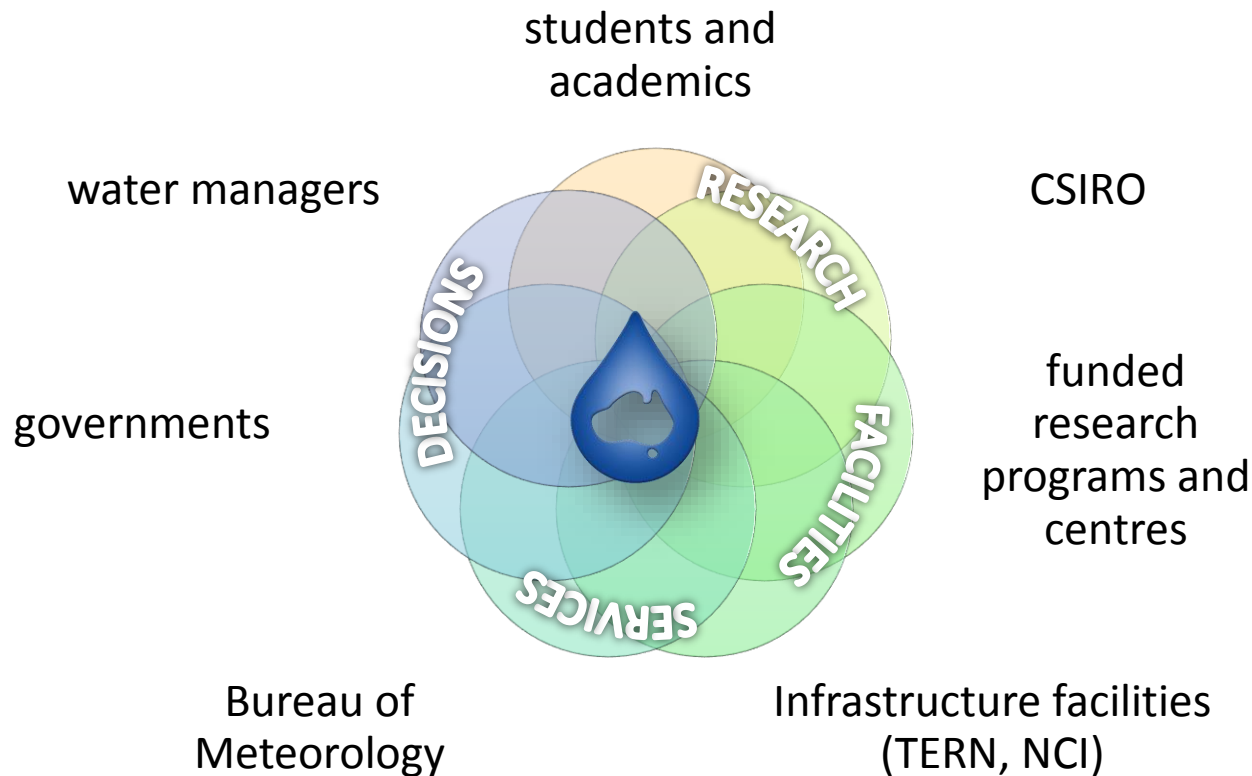 students and
academics
water managers
CSIRO
RESEARCH
DECISIONS
governments
funded
research
programs and
centres
FACILITIES
SERVICES
Bureau of
Meteorology
Infrastructure facilities
(TERN, NCI)